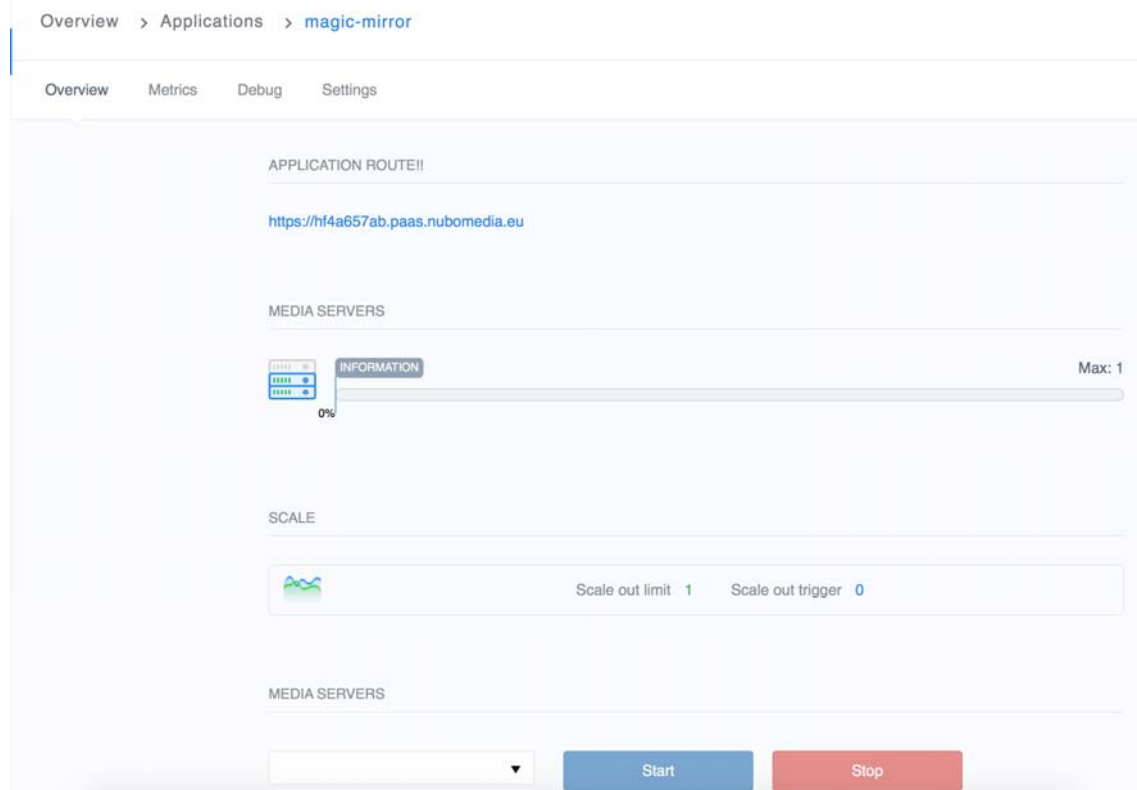 Overview > Applications > magic-mirror
Overview Metrics Debug Settings
APPLICATION ROUTE!!
https://hf4a657ab.paas.nubomedia.eu
MEDIA SERVERS
INFORMATION Max: 1
0%
SCALE
Scale out limit 1 Scale out trigger 0
MEDIA SERVERS
Start Stop